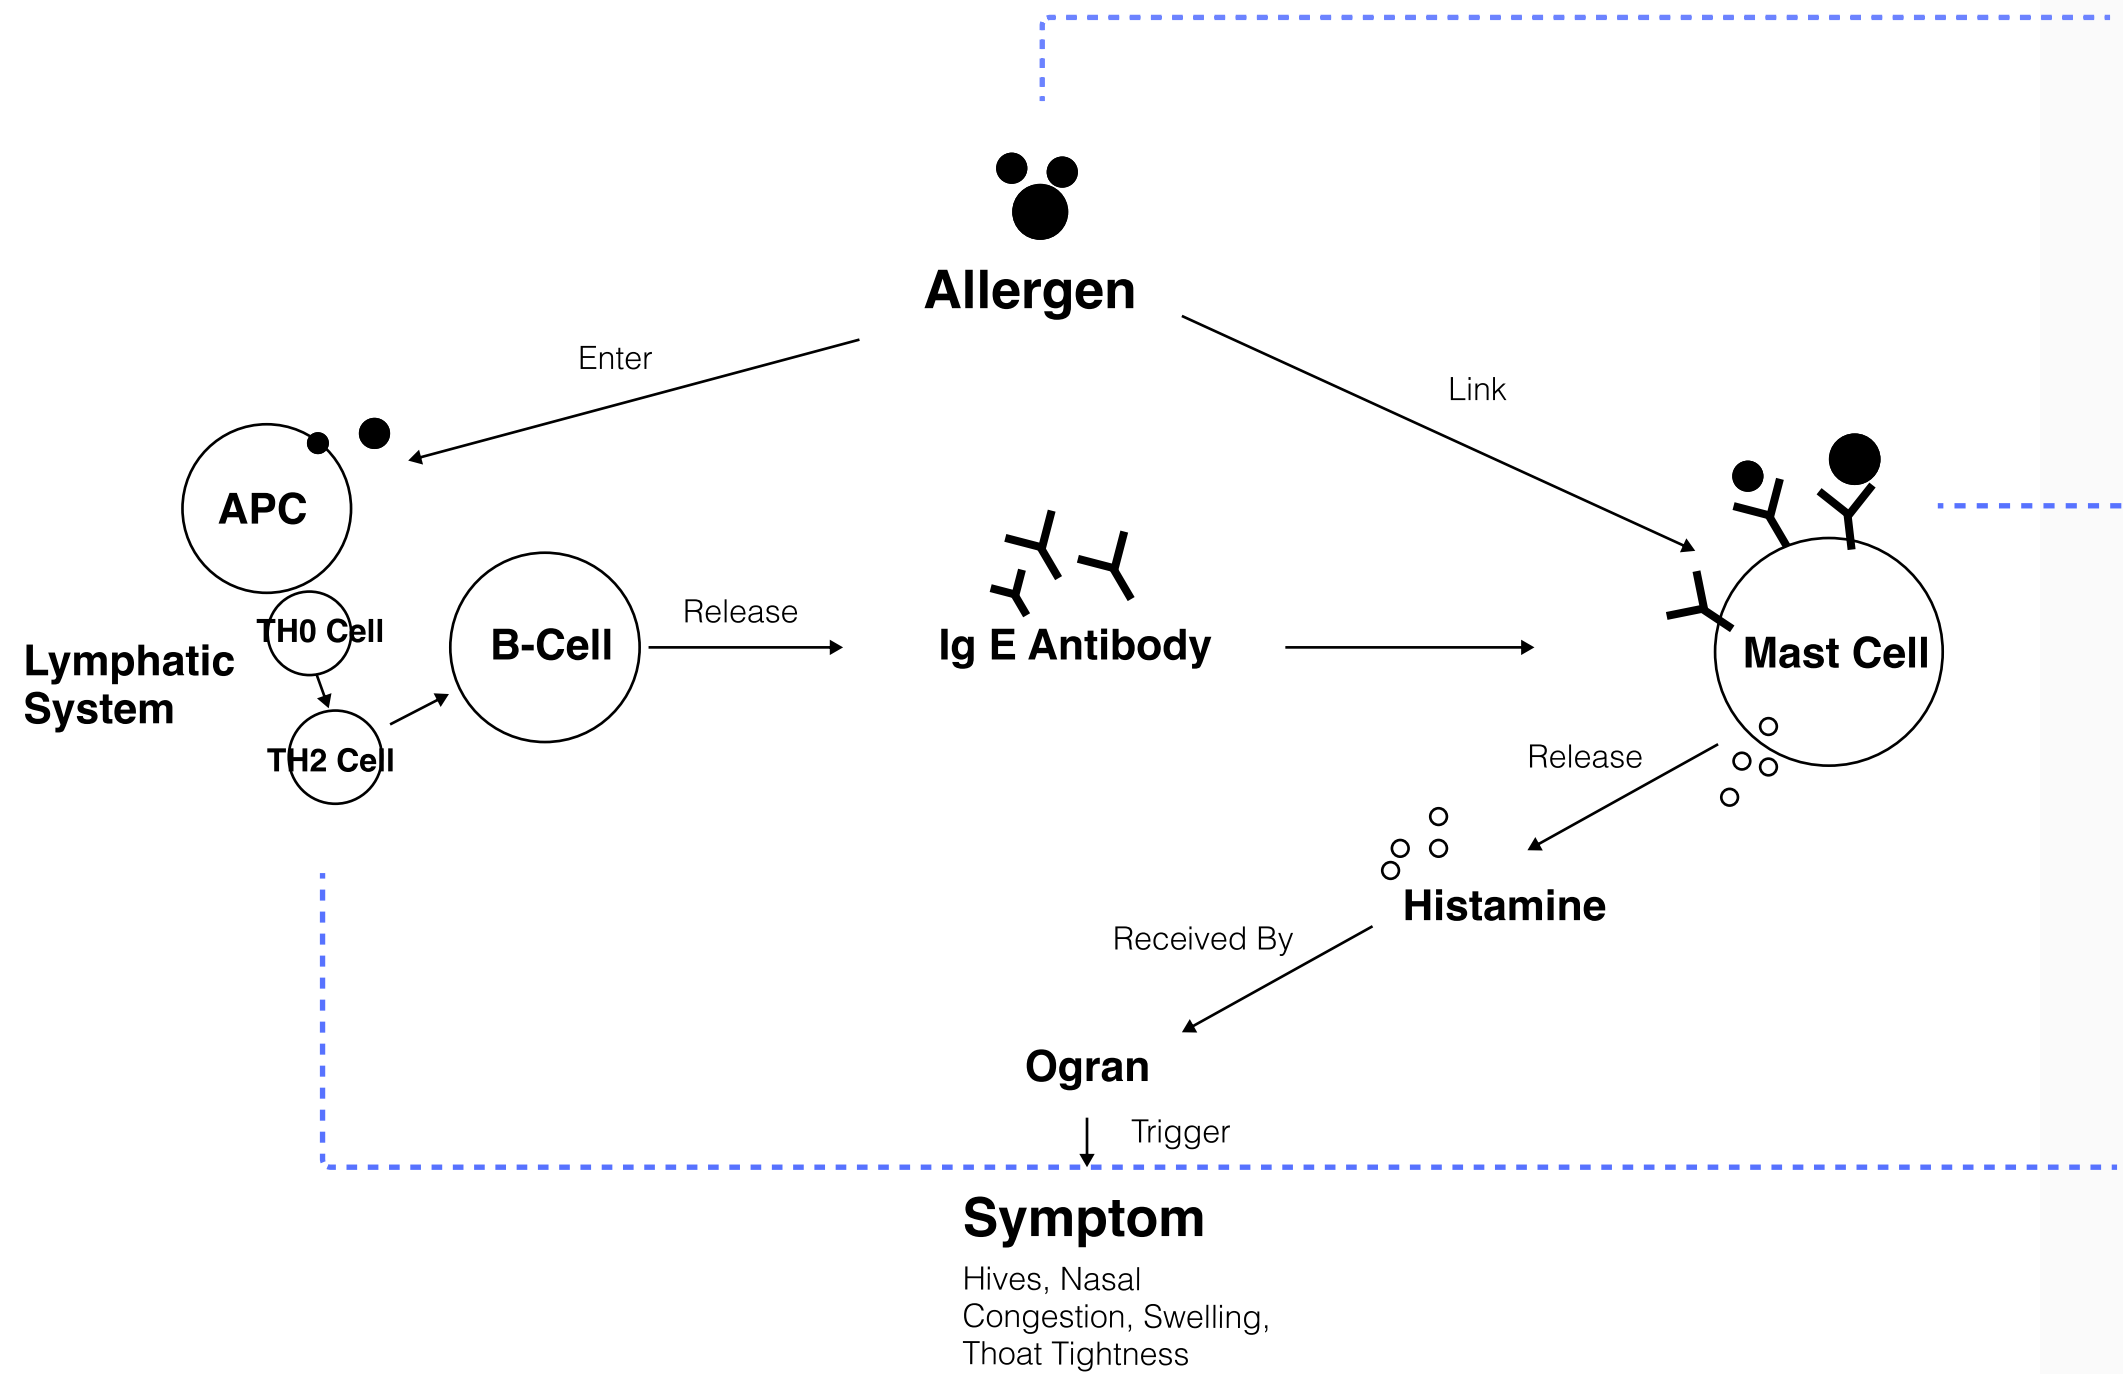 Allergen
Enter
Link
APC
TH0 Cell
Lymphatic
System
TH2 Cell
B-Cell
Release
Ig E Antibody
Mast Cell
Release
Histamine
Received By
Ogran
Trigger
Symptom
Hives, Nasal
Congestion, Swelling,
Thoat Tightness